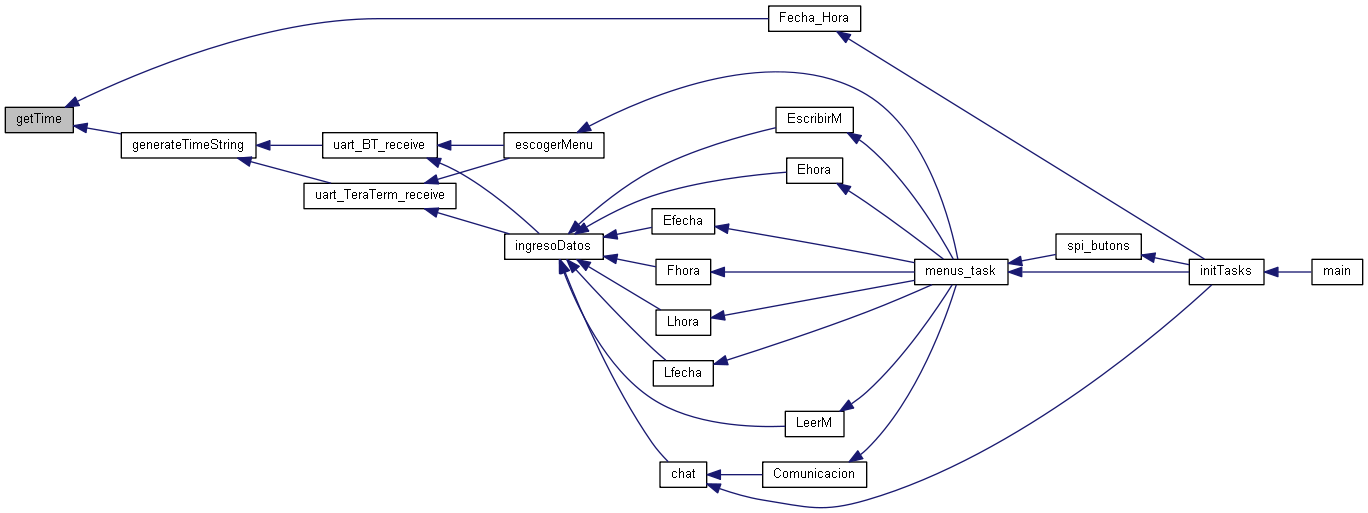 Fecha_Hora
getTime
generateTimeString
uart_BT_receive
escogerMenu
EscribirM
uart_TeraTerm_receive
Ehora
Efecha
ingresoDatos
spi_butons
Fhora
menus_task
initTasks
main
Lhora
Lfecha
LeerM
chat
Comunicacion